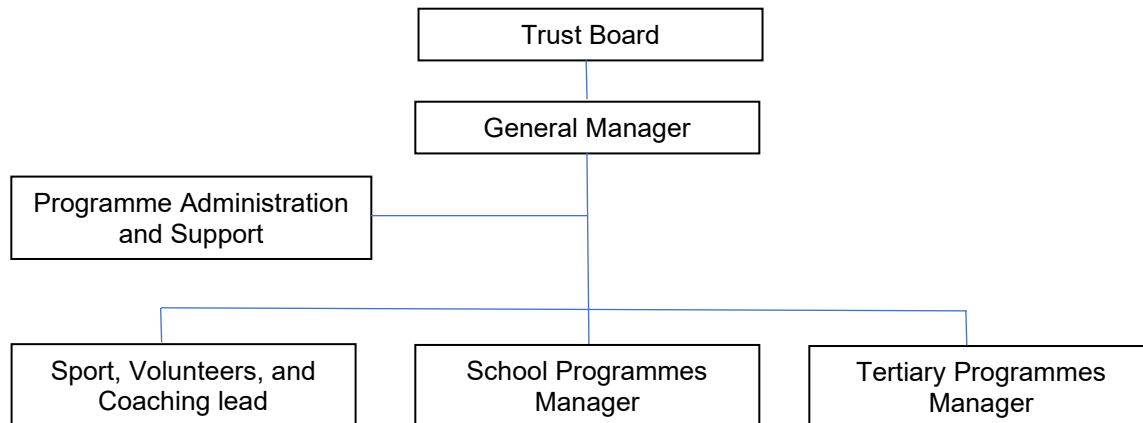 Trust Board
General Manager
Programme Administration
and Support
Sport, Volunteers, and
Coaching lead
School Programmes
Manager
Tertiary Programmes
Manager